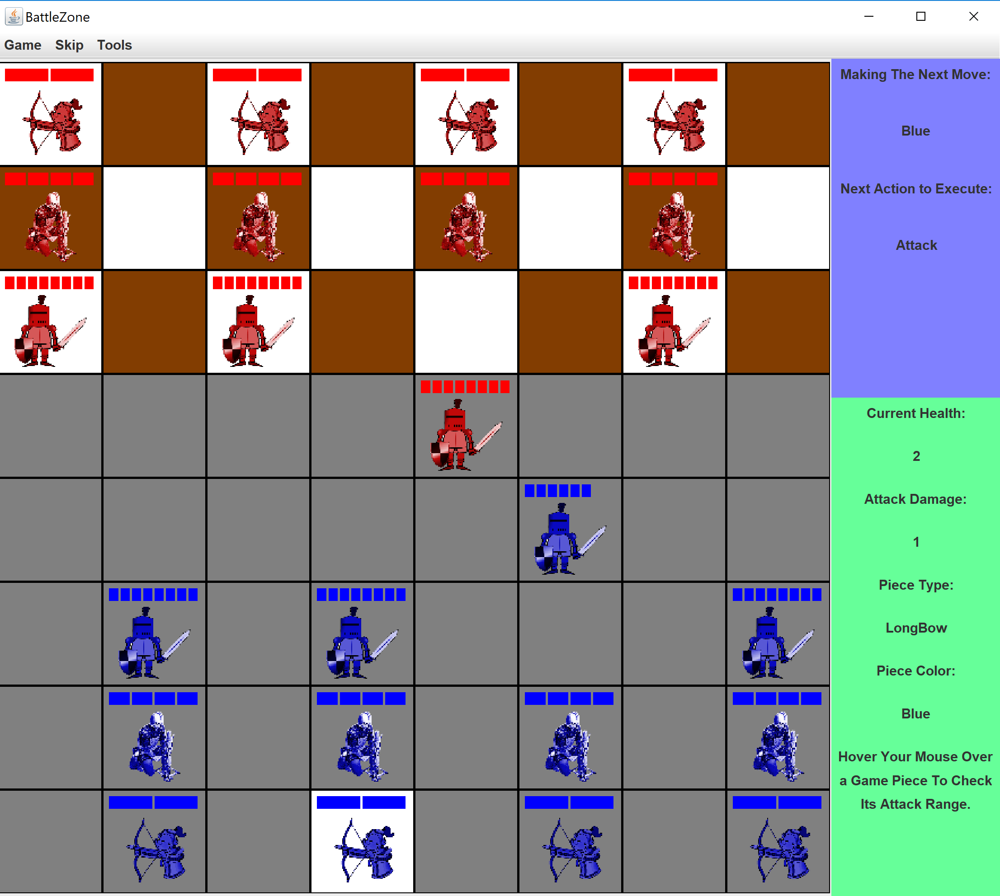 BattleZone
Game Skip Tools
Making The Next Move:
Blue
Next Action to Execute:
Attack
Current Health:
2
Attack Damage:
1
Piece Type:
LongBow
Piece Color:
Blue
Hover Your Mouse Over
a Game Piece To Check
Its Attack Range.